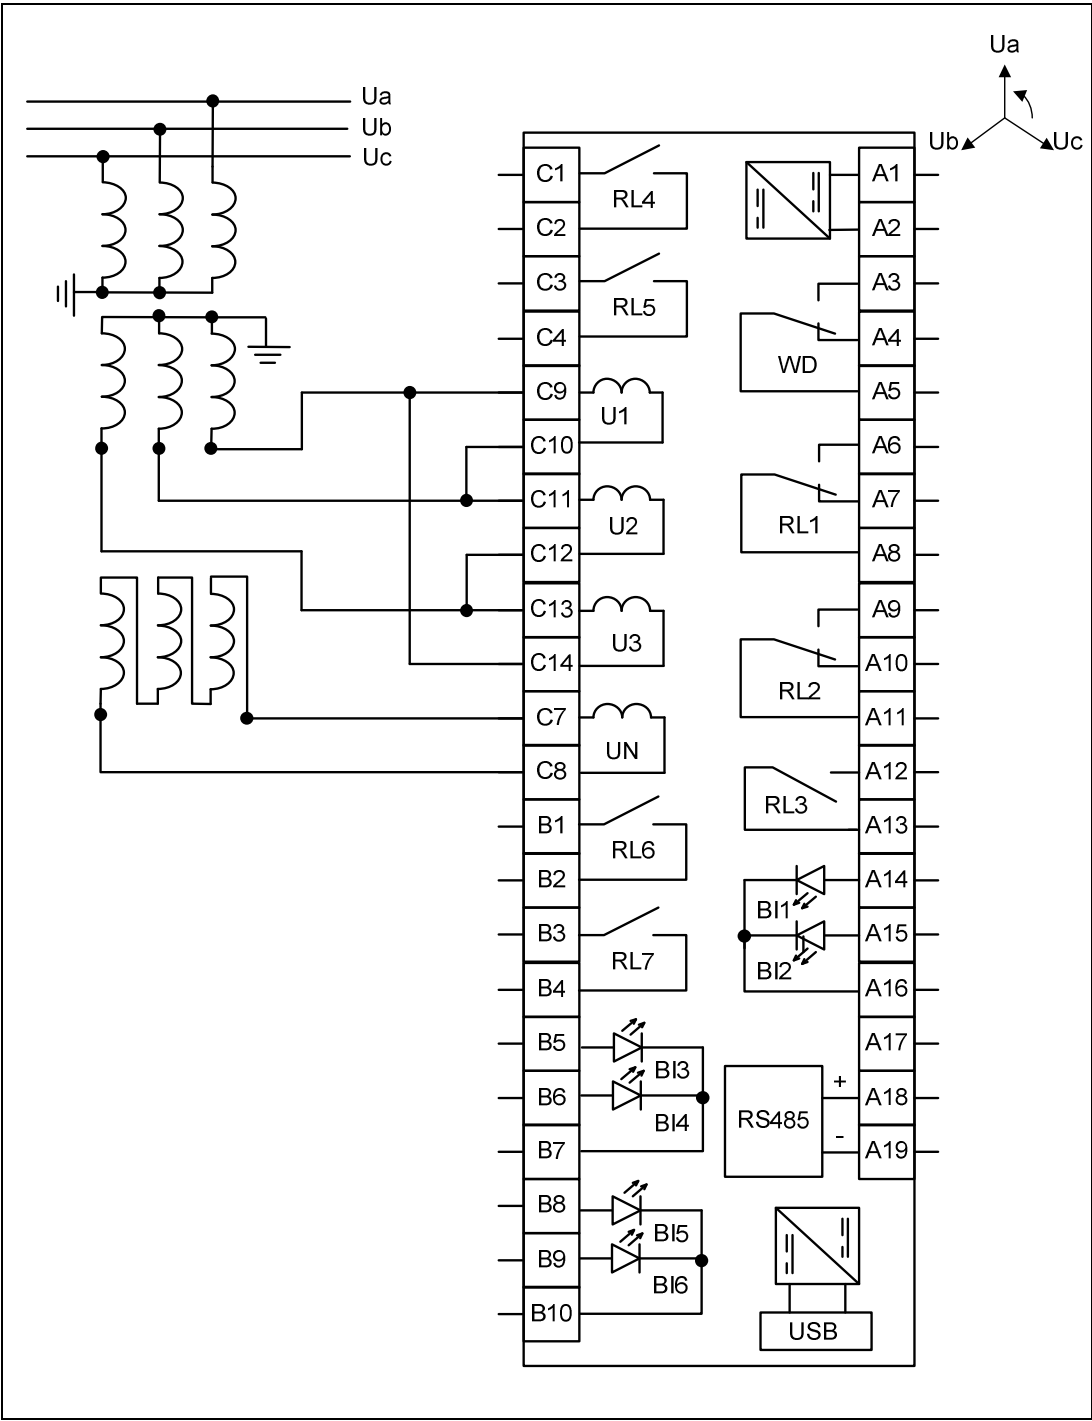 Ua
Ua
Ub
Uc
Ub
Uc
C1
RL4
A1
C2
A2
C3
RL5
A3
C4
A4
WD
C9
U1
A5
C10
A6
C11
U2
RL1
A7
C12
A8
C13
U3
A9
C14
RL2
A10
C7
UN
A11
C8
RL3
A12
B1
RL6
A13
B2
BI1
A14
B3
RL7
BI2
A15
B4
A16
B5
BI3
A17
B6
BI4
RS485
+
A18
B7
-
A19
B8
BI5
B9
BI6
B10
USB